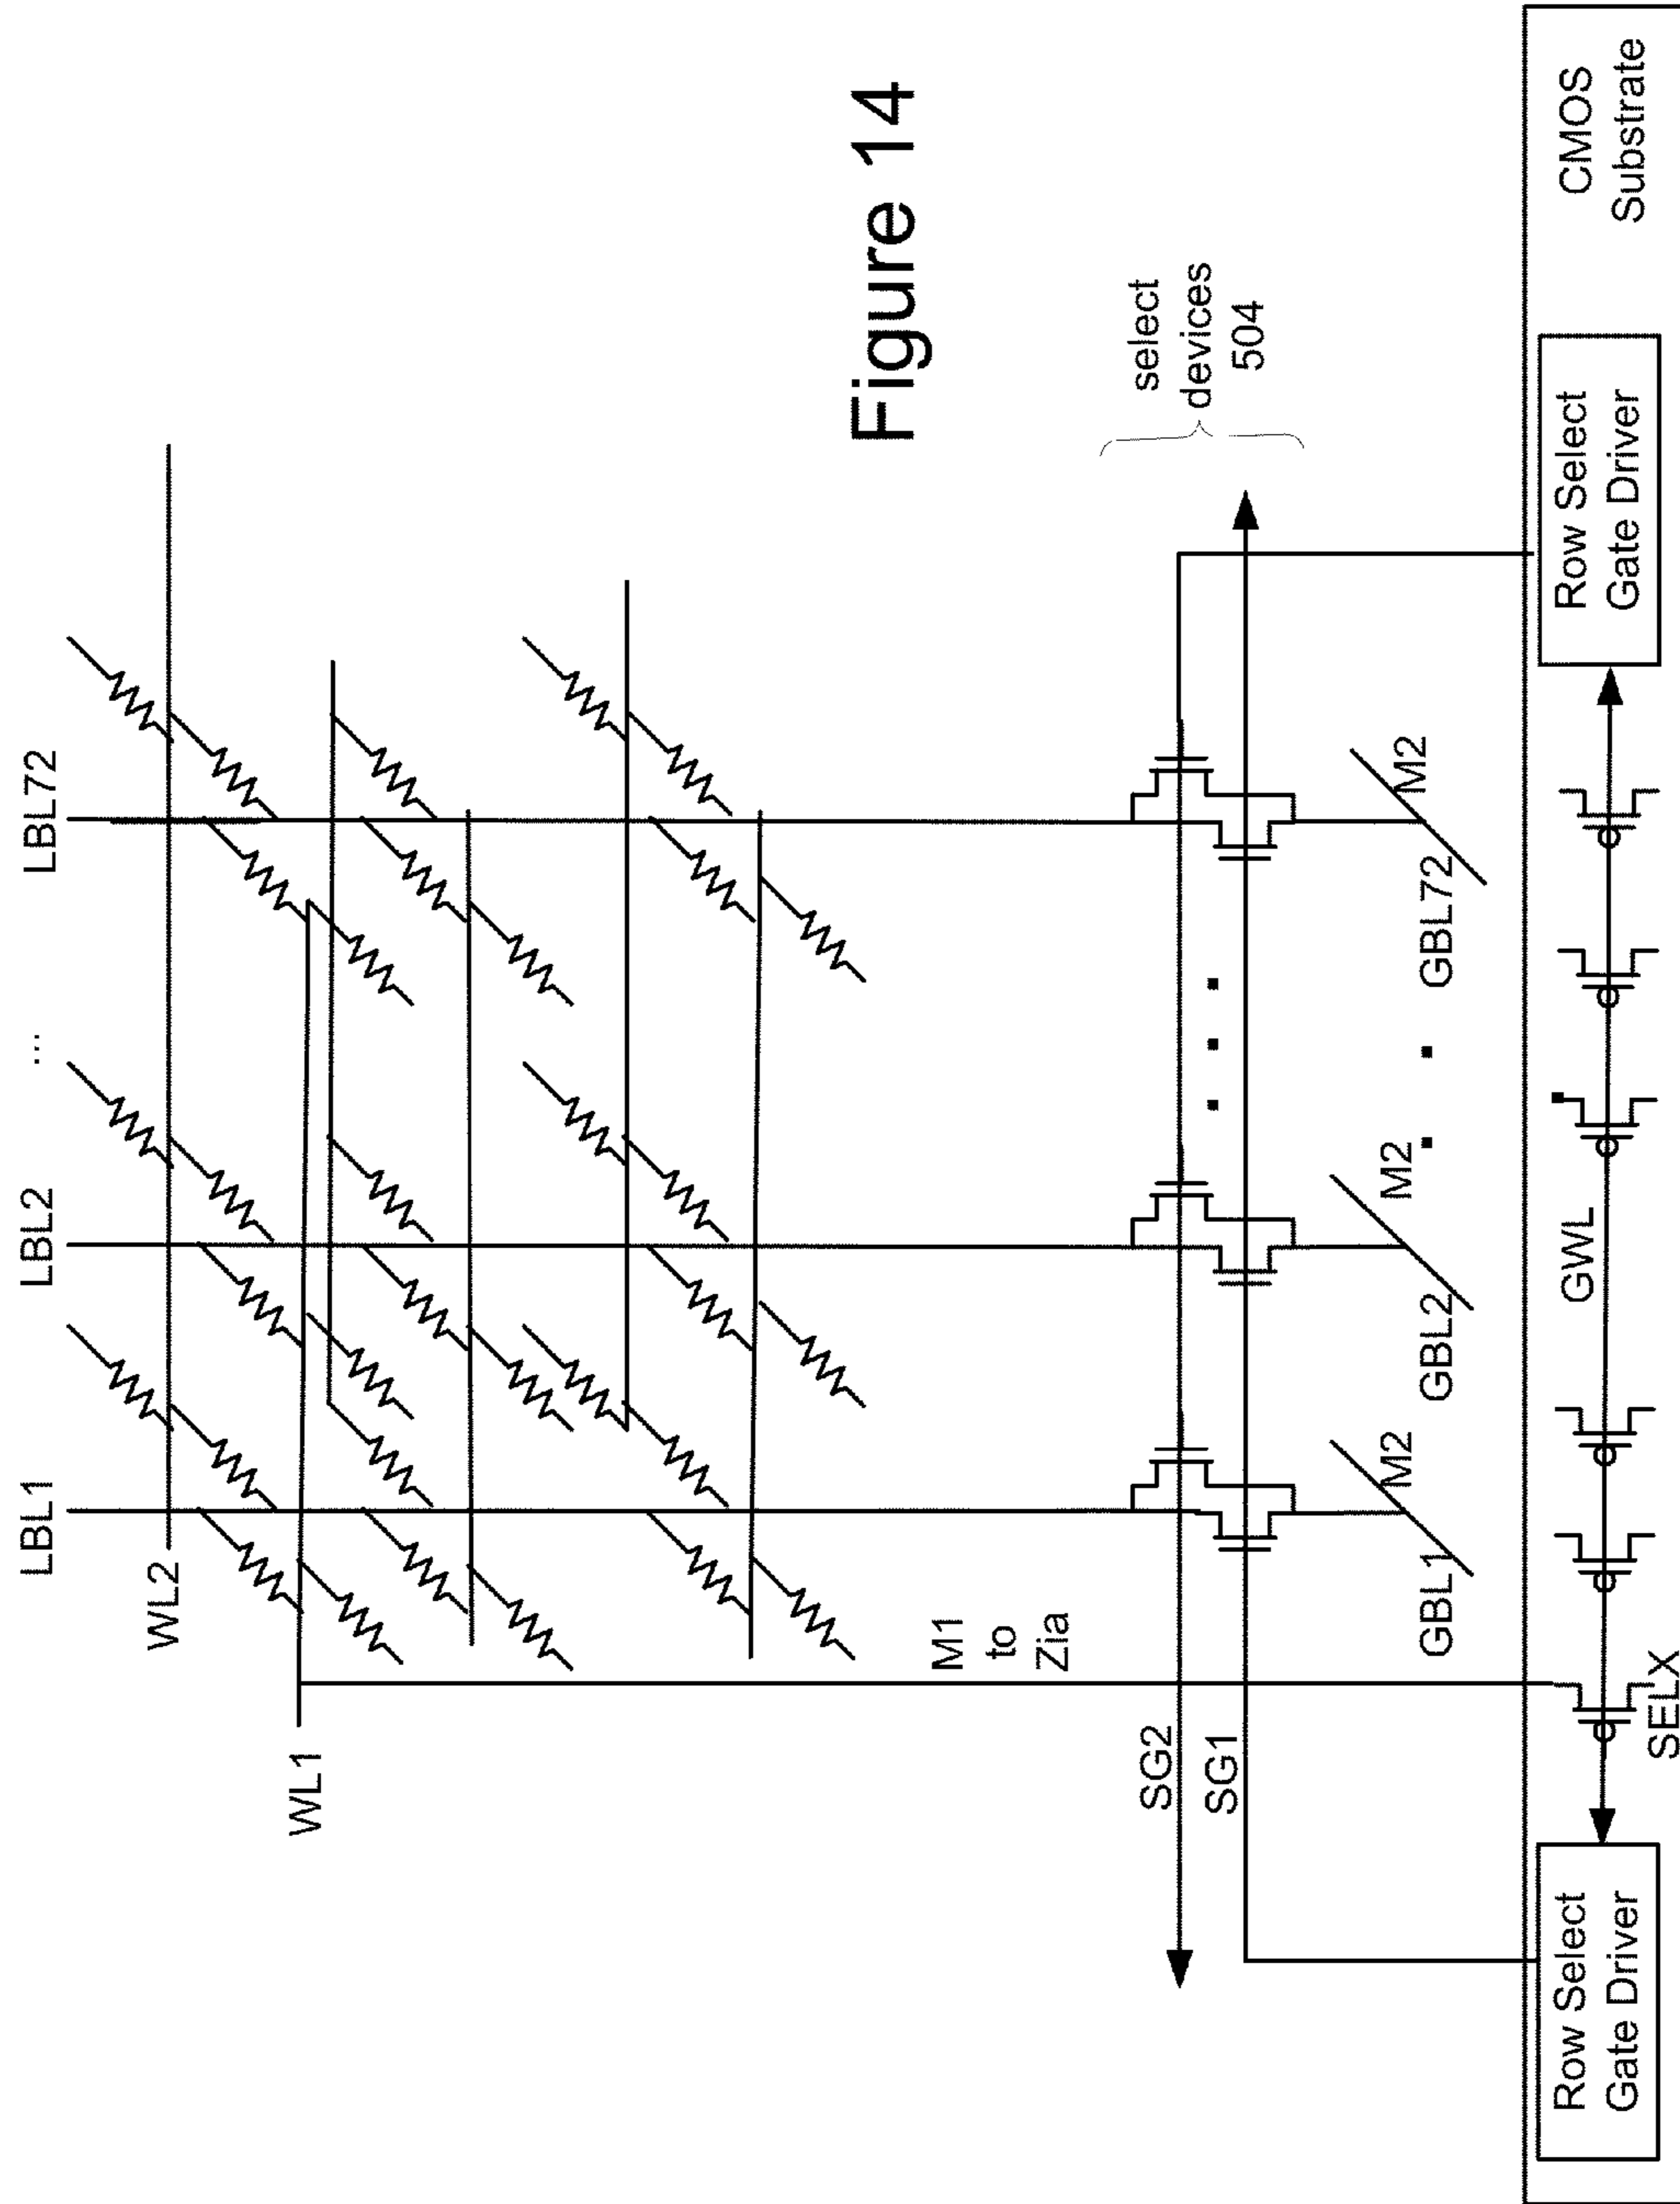 LBL1
LBL2
...
LBL72
WL2
WL1
M1
to
Zia
SG2
SG1
select
devices
504
M2
GBL1
M2
GBL2
M2
GBL72
GWL
SELX
Row Select
Gate Driver
Row Select
Gate Driver
CMOS
Substrate
Figure 14